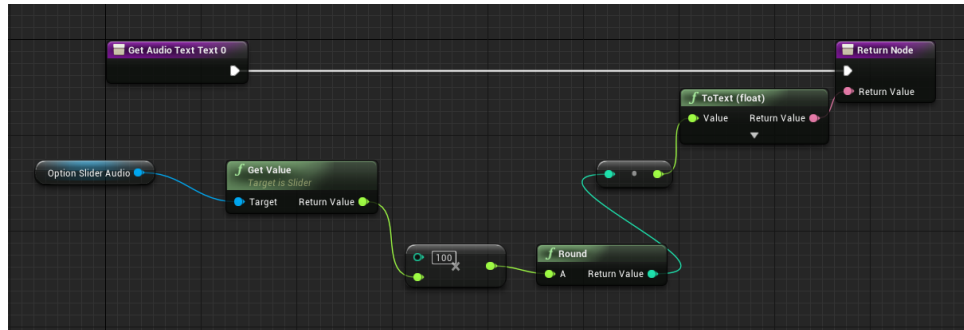 Get Audio Text Text 0
Return Node
Return Value
ToText (float)
Value
Return Value
Option Slider Audio
Get Value
Target is Slider
Target
Return Value
100
Round
A
Return Value